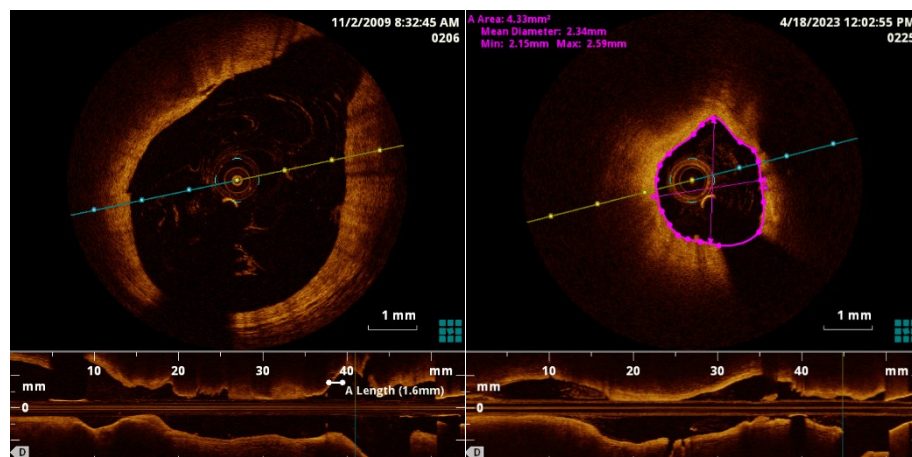 11/2/2009 8:32:45 AM
0206
1 mm
10 20 30 40 mm
mm
A Length (1.6mm)
0
D
A Area: 4.33mm²
Mean Diameter: 2.34mm
Min: 2.15mm Max: 2.59mm
4/18/2023 12:02:55 PM
0225
1 mm
10 20 30 40 mm
mm
0
D